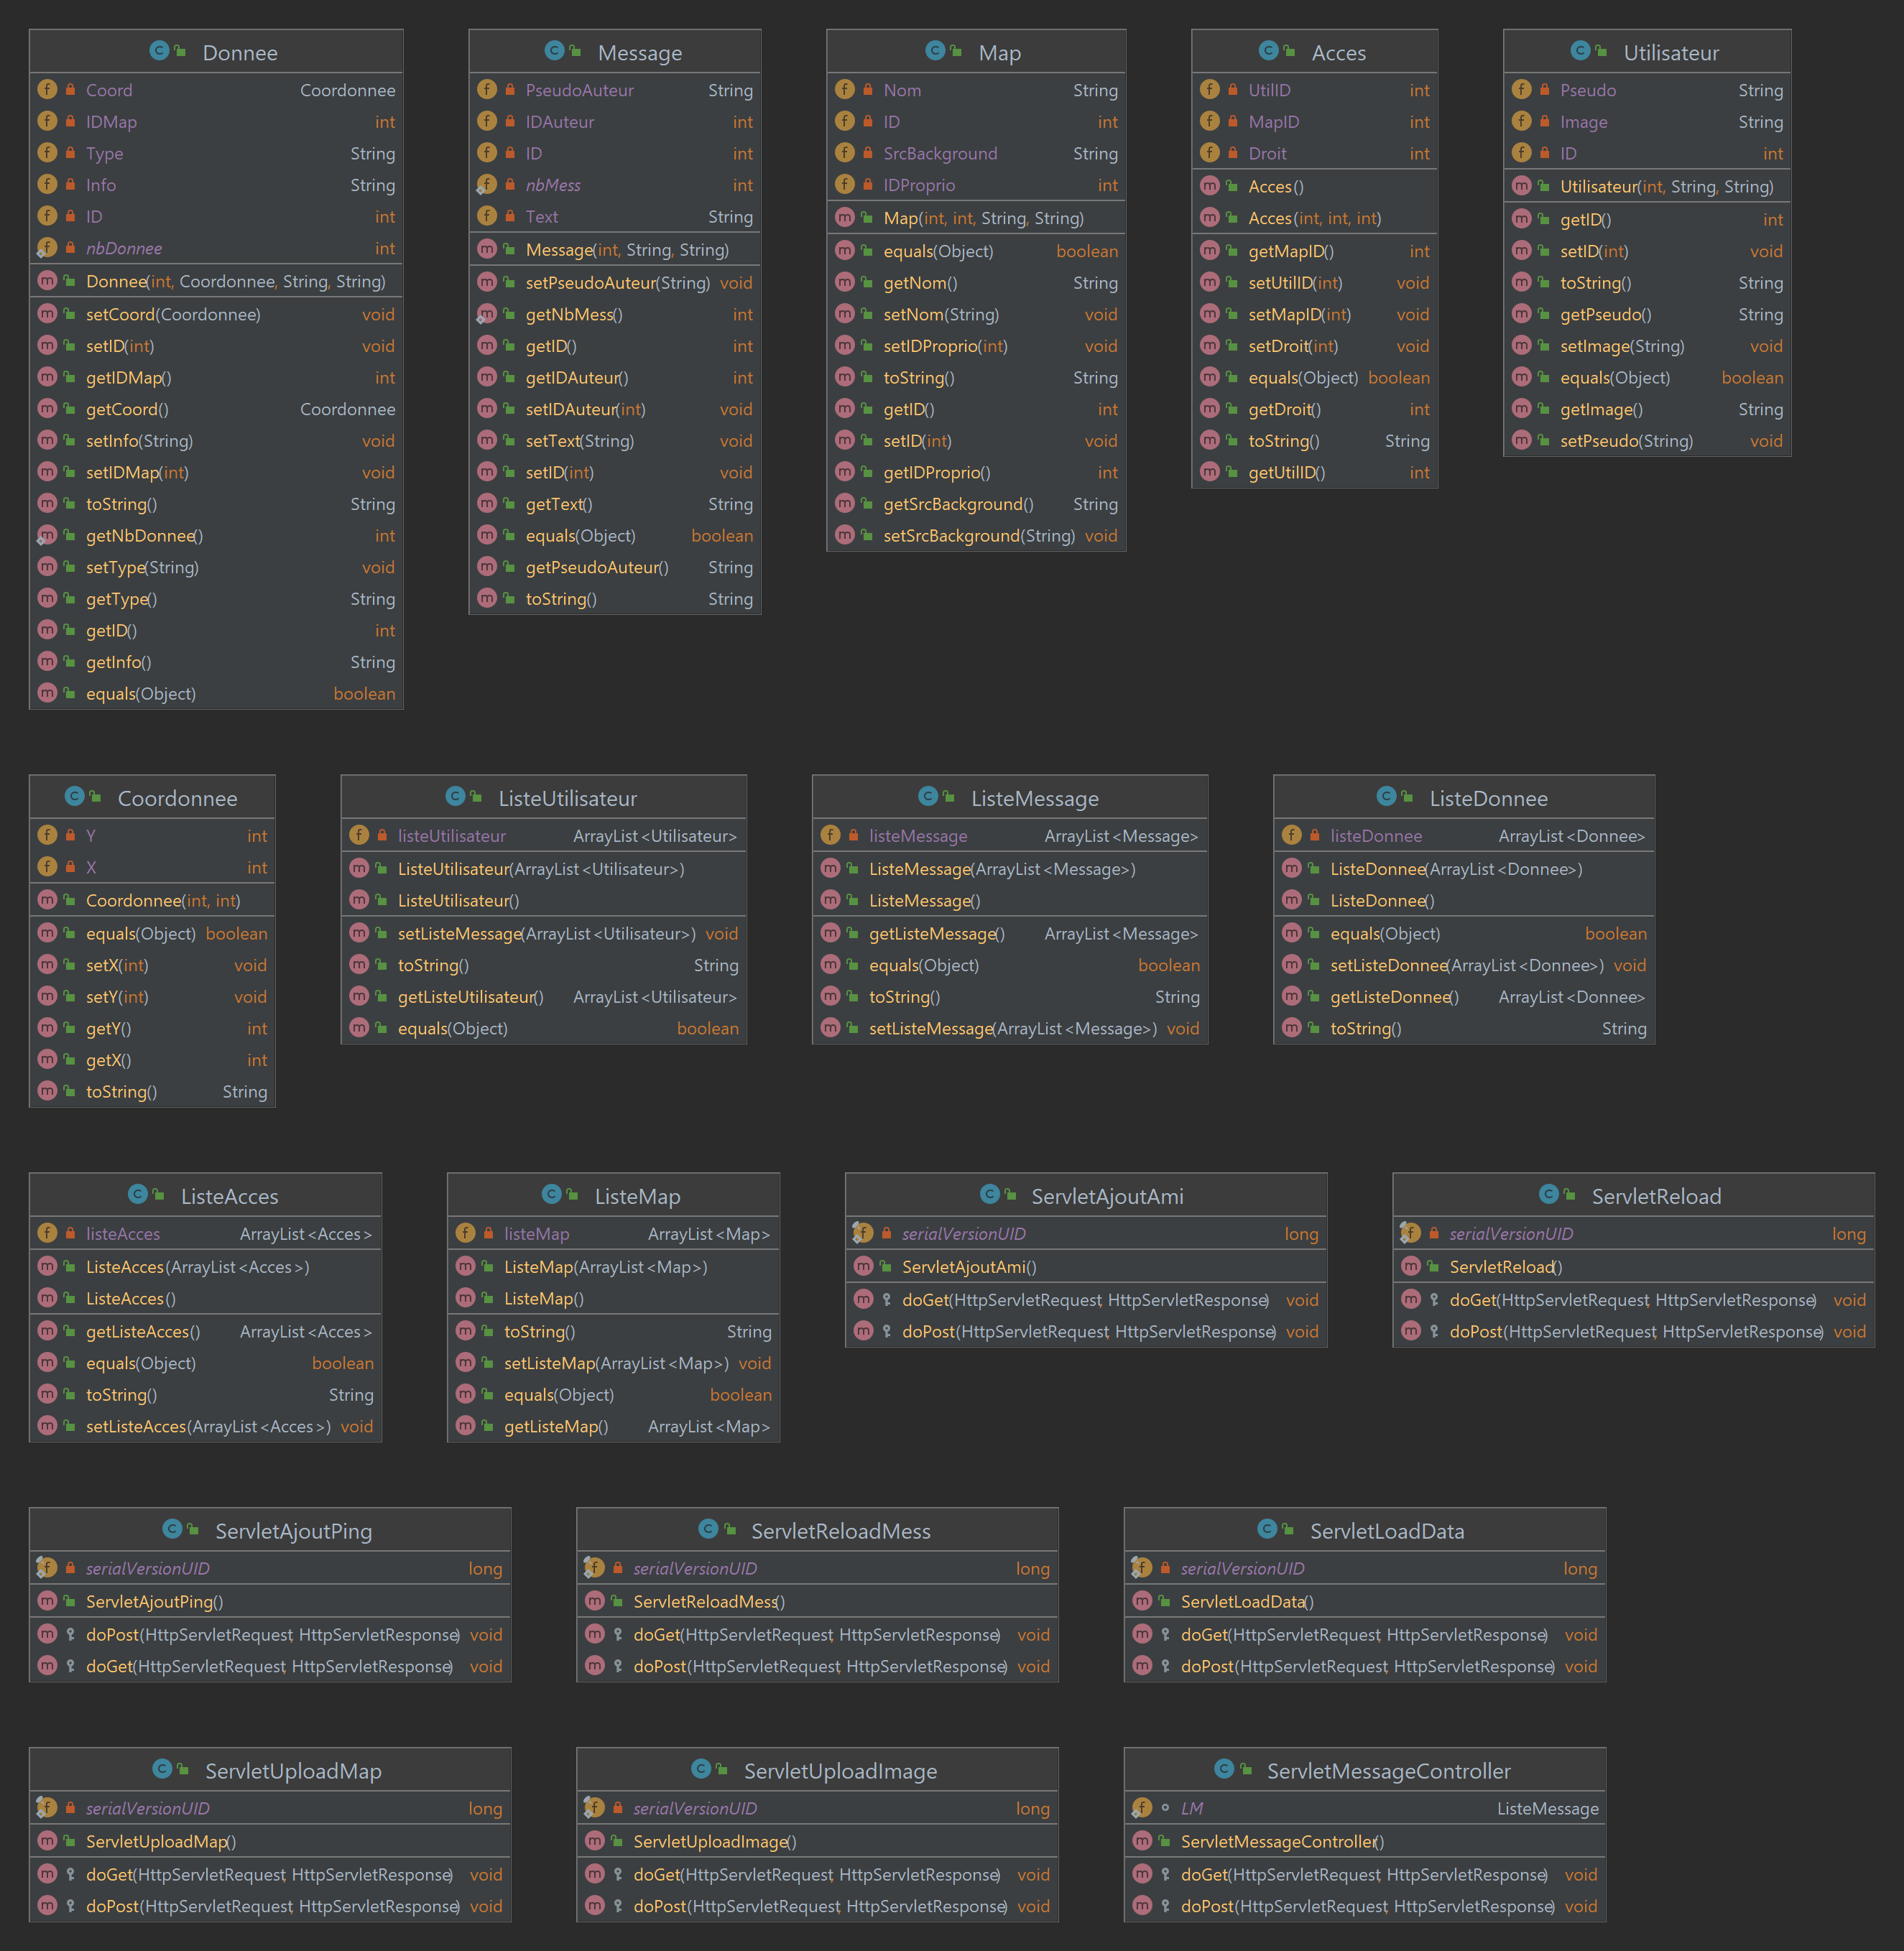 Donnee
Coord Coordonnee
IDMap int
Type String
Info String
ID int
nbDonnee int
Donnee(int, Coordonnee, String, String)
setCoord(Coordonnee) void
setID(int) void
getIDMap() int
getCoord() Coordonnee
setInfo(String) void
setIDMap(int) void
toString() String
getNbDonnee() int
setType(String) void
getType() String
getID() int
getInfo() String
equals(Object) boolean
Message
PseudoAuteur String
IDAuteur int
ID int
nbMess int
Text String
Message(int, String, String)
setPseudoAuteur(String) void
getNbMess() int
getID() int
getIDAuteur() int
setIDAuteur(int) void
setText(String) void
setID(int) void
getText() String
equals(Object) boolean
getPseudoAuteur() String
toString() String
Map
Nom String
ID int
SrcBackground String
IDProprio int
Map(int, int, String, String)
equals(Object) boolean
getNom() String
setNom(String) void
setIDProprio(int) void
toString() String
getID() int
setID(int) void
getIDProprio() int
getSrcBackground() String
setSrcBackground(String) void
Acces
UtilID int
MapID int
Droit int
Acces()
Acces(int, int, int)
getMapID() int
setUtilID(int) void
setMapID(int) void
setDroit(int) void
equals(Object) boolean
getDroit() int
toString() String
getUtilID() int
Utilisateur
Pseudo String
Image String
ID int
Utilisateur(int, String, String)
getID() int
setID(int) void
toString() String
getPseudo() String
setImage(String) void
equals(Object) boolean
getImage() String
setPseudo(String) void
Coordonnee
Y int
X int
Coordonnee(int, int)
equals(Object) boolean
setX(int) void
setY(int) void
getY() int
getX() int
toString() String
ListeUtilisateur
listeUtilisateur ArrayList<Utilisateur>
ListeUtilisateur(ArrayList<Utilisateur>)
ListeUtilisateur()
setListeMessage(ArrayList<Utilisateur>) void
toString() String
getListeUtilisateur() ArrayList<Utilisateur>
equals(Object) boolean
ListeMessage
listeMessage ArrayList<Message>
ListeMessage(ArrayList<Message>)
ListeMessage()
getListeMessage() ArrayList<Message>
equals(Object) boolean
toString() String
setListeMessage(ArrayList<Message>) void
ListeDonnee
listeDonnee ArrayList<Donnee>
ListeDonnee(ArrayList<Donnee>)
ListeDonnee()
equals(Object) boolean
setListeDonnee(ArrayList<Donnee>) void
getListeDonnee() ArrayList<Donnee>
toString() String
ListeAcces
listeAcces ArrayList<Acces>
ListeAcces(ArrayList<Acces>)
ListeAcces()
getListeAcces() ArrayList<Acces>
equals(Object) boolean
toString() String
setListeAcces(ArrayList<Acces>) void
ListeMap
listeMap ArrayList<Map>
ListeMap(ArrayList<Map>)
ListeMap()
toString() String
setListeMap(ArrayList<Map>) void
equals(Object) boolean
getListeMap() ArrayList<Map>
ServletAjoutAmi
serialVersionUID long
ServletAjoutAmi()
doGet(HttpServletRequest, HttpServletResponse) void
doPost(HttpServletRequest, HttpServletResponse) void
ServletReload
serialVersionUID long
ServletReload()
doGet(HttpServletRequest, HttpServletResponse) void
doPost(HttpServletRequest, HttpServletResponse) void
ServletAjoutPing
serialVersionUID long
ServletAjoutPing()
doPost(HttpServletRequest, HttpServletResponse) void
doGet(HttpServletRequest, HttpServletResponse) void
ServletReloadMess
serialVersionUID long
ServletReloadMess()
doGet(HttpServletRequest, HttpServletResponse) void
doPost(HttpServletRequest, HttpServletResponse) void
ServletLoadData
serialVersionUID long
ServletLoadData()
doGet(HttpServletRequest, HttpServletResponse) void
doPost(HttpServletRequest, HttpServletResponse) void
ServletUploadMap
serialVersionUID long
ServletUploadMap()
doGet(HttpServletRequest, HttpServletResponse) void
doPost(HttpServletRequest, HttpServletResponse) void
ServletUploadImage
serialVersionUID long
ServletUploadImage()
doGet(HttpServletRequest, HttpServletResponse) void
doPost(HttpServletRequest, HttpServletResponse) void
ServletMessageController
LM ListeMessage
ServletMessageController()
doGet(HttpServletRequest, HttpServletResponse) void
doPost(HttpServletRequest, HttpServletResponse) void